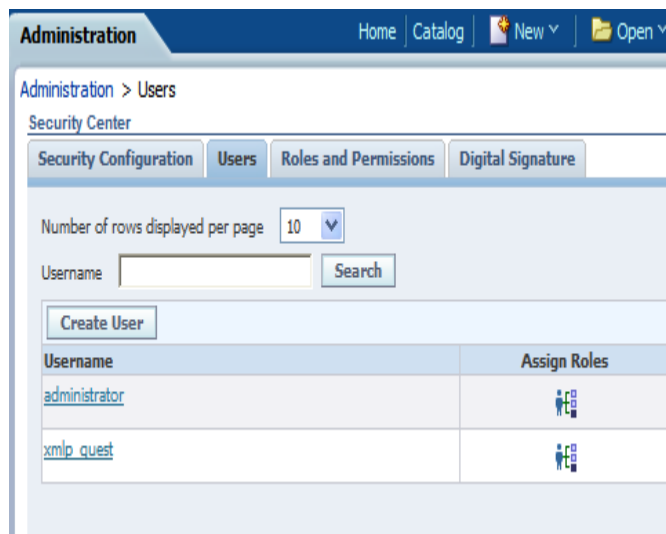 Administration Home Catalog New Open
Administration > Users
Security Center
Security Configuration Users Roles and Permissions Digital Signature
Number of rows displayed per page 10
Username Search
Create User
Username Assign Roles
administrator
xmlp_guest